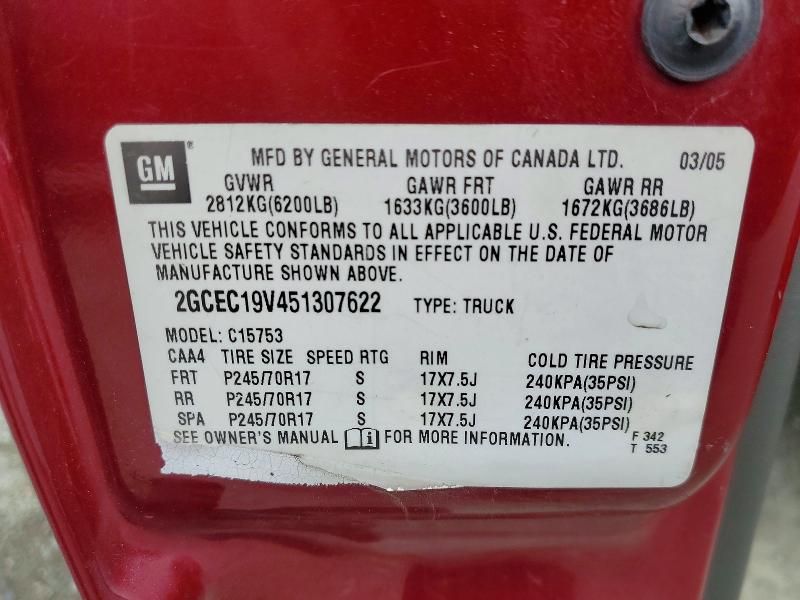 GM
MFD BY GENERAL MOTORS OF CANADA LTD. 03/05
GVWR GAWR FRT GAWR RR
2812KG(6200LB) 1633KG(3600LB) 1672KG(3686LB)
THIS VEHICLE CONFORMS TO ALL APPLICABLE U.S. FEDERAL MOTOR
VEHICLE SAFETY STANDARDS IN EFFECT ON THE DATE OF
MANUFACTURE SHOWN ABOVE.
2GCEC19V451307622 TYPE: TRUCK
MODEL: C15753
CAA4 TIRE SIZE SPEED RTG RIM COLD TIRE PRESSURE
FRT P245/70R17 S 17X7.5J 240KPA(35PSI)
RR P245/70R17 S 17X7.5J 240KPA(35PSI)
SPA P245/70R17 S 17X7.5J 240KPA(35PSI)
SEE OWNER'S MANUAL i FOR MORE INFORMATION.
F 342
T 553